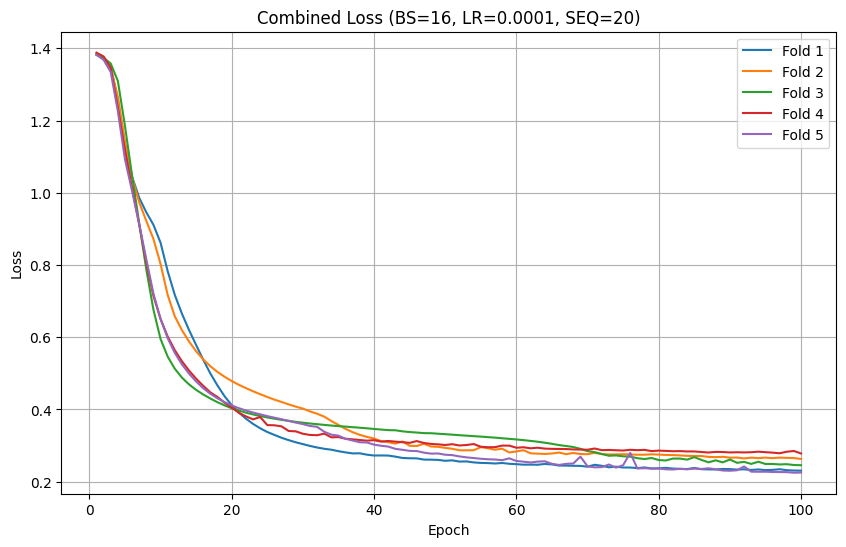 Combined Loss (BS=16, LR=0.0001, SEQ=20)
1.4
1.2
1.0
0.8
0.6
0.4
0.2
Loss
Fold 1
Fold 2
Fold 3
Fold 4
Fold 5
0 20 40 60 80 100
Epoch